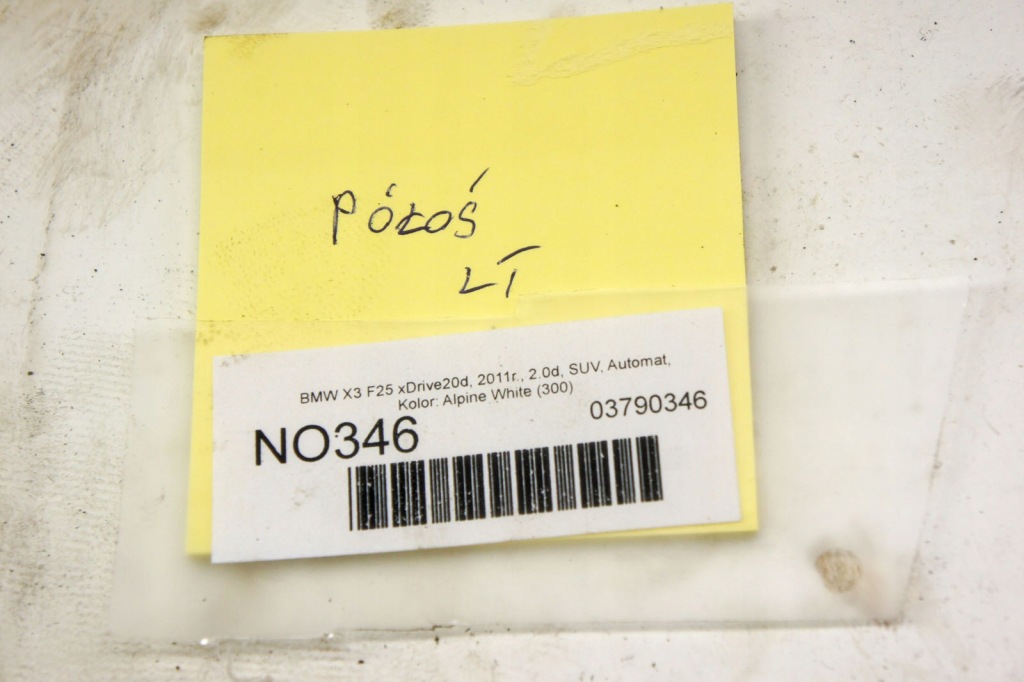 PÓŁOŚ
LT
BMW X3 F25 xDrive20d, 2011r., 2.0d, SUV, Automat,
Kolor: Alpine White (300)
03790346
NO346